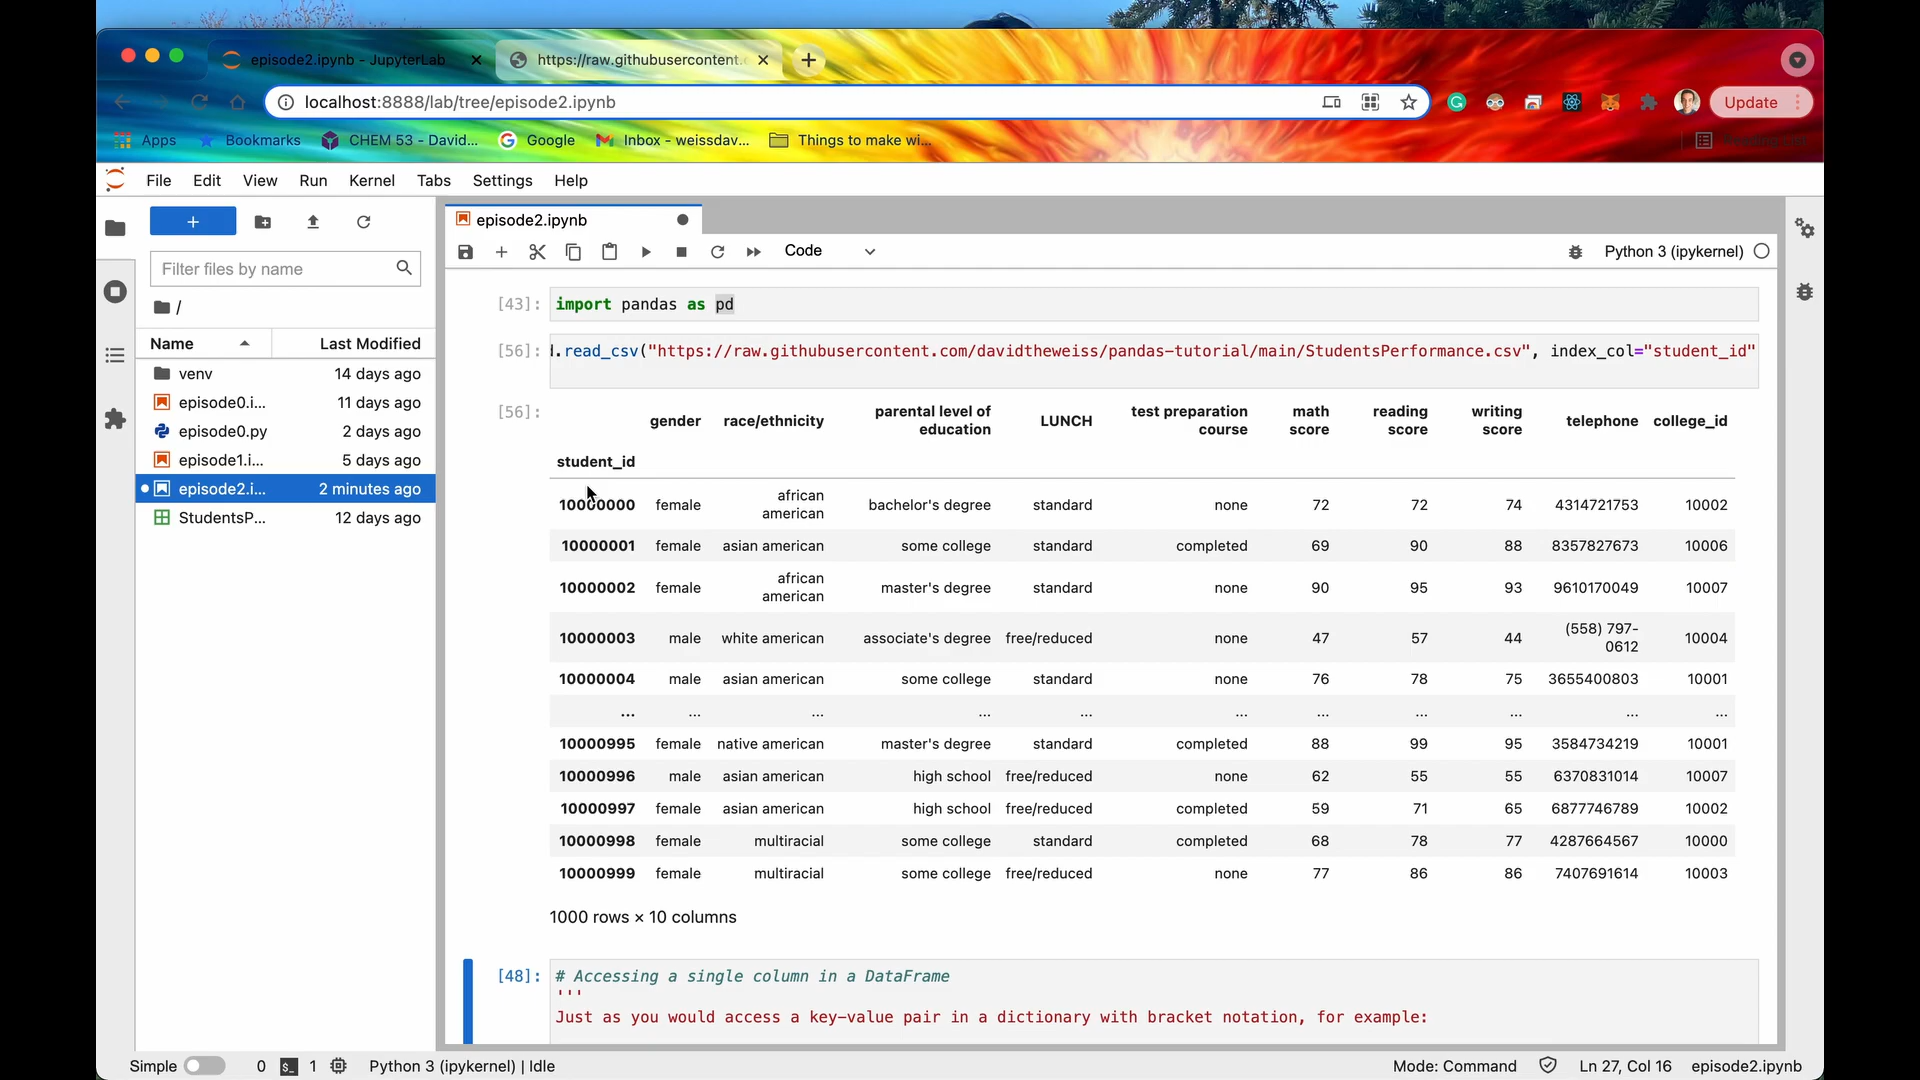 episode2.ipynb - JupyterLab
https://raw.githubusercontent.
localhost:8888/lab/tree/episode2.ipynb
Update
Apps
Bookmarks
CHEM 53 - David...
Google
Inbox - weissdav...
Things to make wi...
Reading List
File Edit View Run Kernel Tabs Settings Help
episode2.ipynb
Code
Python 3 (ipykernel)
Filter files by name
/
Name Last Modified
venv 14 days ago
episode0.i... 11 days ago
episode0.py 2 days ago
episode1.i... 5 days ago
episode2.i... 2 minutes ago
StudentsP... 12 days ago
[43]: import pandas as pd
[56]: .read_csv("https://raw.githubusercontent.com/davidtheweiss/pandas-tutorial/main/StudentsPerformance.csv", index_col="student_id"
[56]:
gender race/ethnicity parental level of education LUNCH test preparation course math score reading score writing score telephone college_id
student_id
10000000 female african american bachelor's degree standard none 72 72 74 4314721753 10002
10000001 female asian american some college standard completed 69 90 88 8357827673 10006
10000002 female african american master's degree standard none 90 95 93 9610170049 10007
10000003 male white american associate's degree free/reduced none 47 57 44 (558) 797-0612 10004
10000004 male asian american some college standard none 76 78 75 3655400803 10001
... ... ... ... ... ... ... ... ... ... ...
10000995 female native american master's degree standard completed 88 99 95 3584734219 10001
10000996 male asian american high school free/reduced none 62 55 55 6370831014 10007
10000997 female asian american high school free/reduced completed 59 71 65 6877746789 10002
10000998 female multiracial some college standard completed 68 78 77 4287664567 10000
10000999 female multiracial some college free/reduced none 77 86 86 7407691614 10003
1000 rows × 10 columns
[48]: # Accessing a single column in a DataFrame
'''
Just as you would access a key-value pair in a dictionary with bracket notation, for example:
Simple 0 1 Python 3 (ipykernel) | Idle Mode: Command Ln 27, Col 16 episode2.ipynb